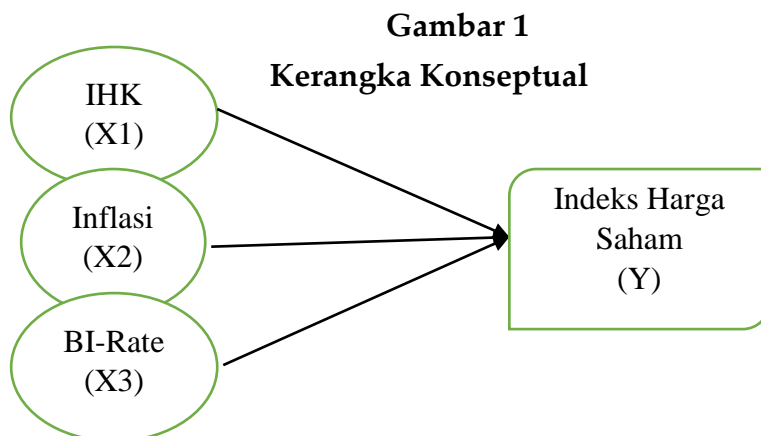 Gambar 1
Kerangka Konseptual
IHK
(X1)
Inflasi
(X2)
BI-Rate
(X3)
Indeks Harga
Saham
(Y)